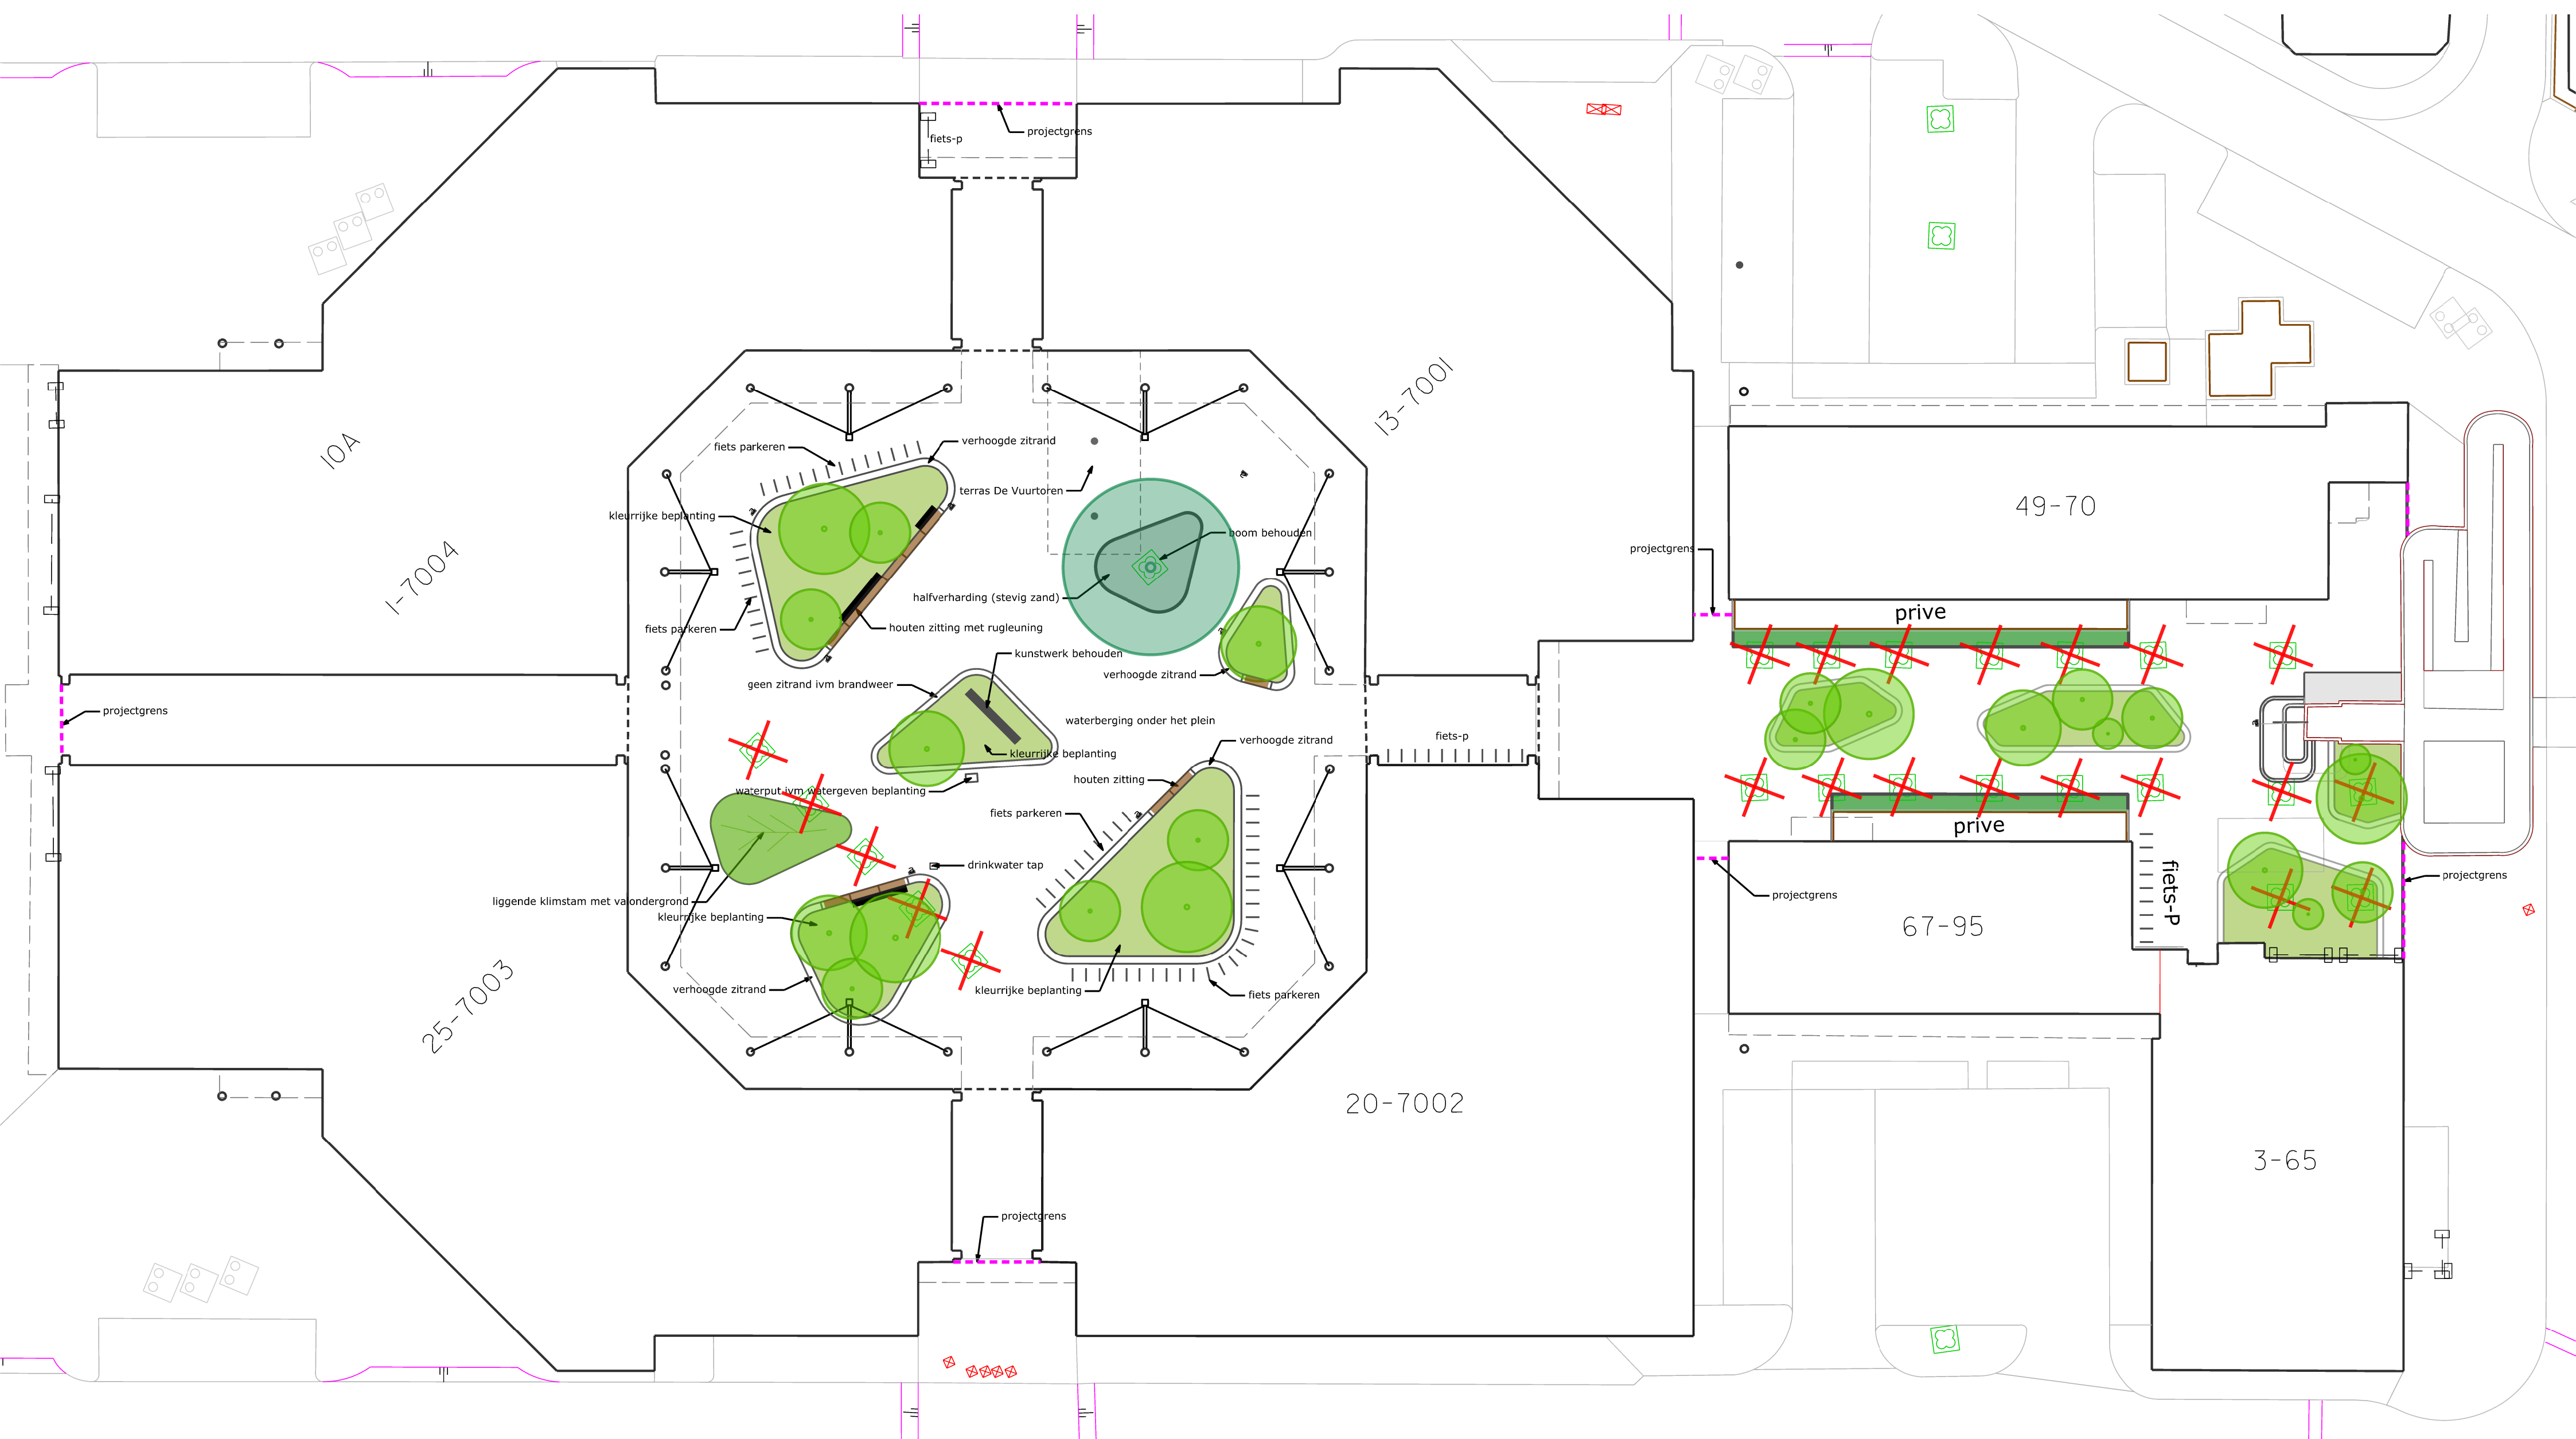 projectgrens
fiets-p
10A
13-7001
fiets parkeren
verhoogde zitrand
terras De Vuurtoren
kleurrijke beplanting
boom behouden
49-70
projectgrens
1-7004
halfverharding (stevig zand)
fiets parkeren
houten zitting met rugleuning
prive
kunstwerk behouden
verhoogde zitrand
geen zitrand ivm brandweer
projectgrens
waterberging onder het plein
fiets-p
verhoogde zitrand
kleurrijke beplanting
houten zitting
waterput ivm watergeven beplanting
fiets parkeren
prive
drinkwater tap
projectgrens
projectgrens
fiets-P
liggende klimstam met valondergrond
kleurrijke beplanting
67-95
verhoogde zitrand
kleurrijke beplanting
fiets parkeren
25-7003
20-7002
3-65
projectgrens